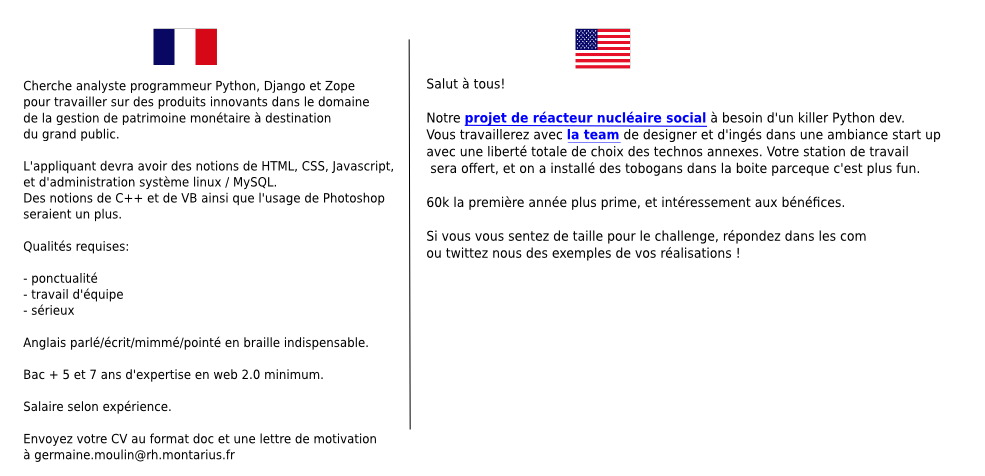 Cherche analyste programmeur Python, Django et Zope
pour travailler sur des produits innovants dans le domaine
de la gestion de patrimoine monétaire à destination
du grand public.
L'appliquant devra avoir des notions de HTML, CSS, Javascript,
et d'administration système linux / MySQL.
Des notions de C++ et de VB ainsi que l'usage de Photoshop
seraient un plus.
Qualités requises:
- ponctualité
- travail d'équipe
- sérieux
Anglais parlé/écrit/mimmé/pointé en braille indispensable.
Bac + 5 et 7 ans d'expertise en web 2.0 minimum.
Salaire selon expérience.
Envoyez votre CV au format doc et une lettre de motivation
à germaine.moulin@rh.montarius.fr
Salut à tous!
Notre projet de réacteur nucléaire social à besoin d'un killer Python dev.
Vous travaillerez avec la team de designer et d'ingés dans une ambiance start up
avec une liberté totale de choix des technos annexes. Votre station de travail
sera offert, et on a installé des tobogans dans la boite parceque c'est plus fun.
60k la première année plus prime, et intéressement aux bénéfices.
Si vous vous sentez de taille pour le challenge, répondez dans les com
ou twittez nous des exemples de vos réalisations !